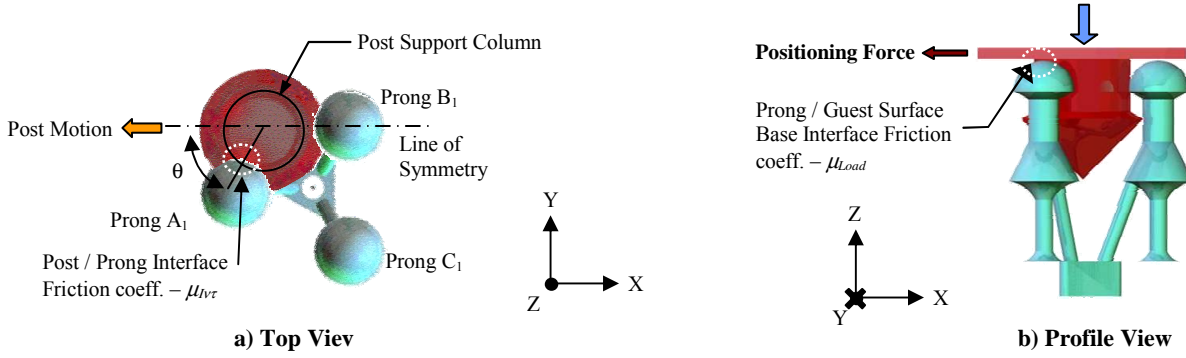 Post Support Column
Prong B1
Post Motion
Line of
Symmetry
θ
Prong A1
Post / Prong Interface
Friction coeff. – μIντ
Prong C1
Y
X
Z
a) Top Viev
Positioning Force
Prong / Guest Surface
Base Interface Friction
coeff. – μLoad
Z
X
Y
b) Profile View